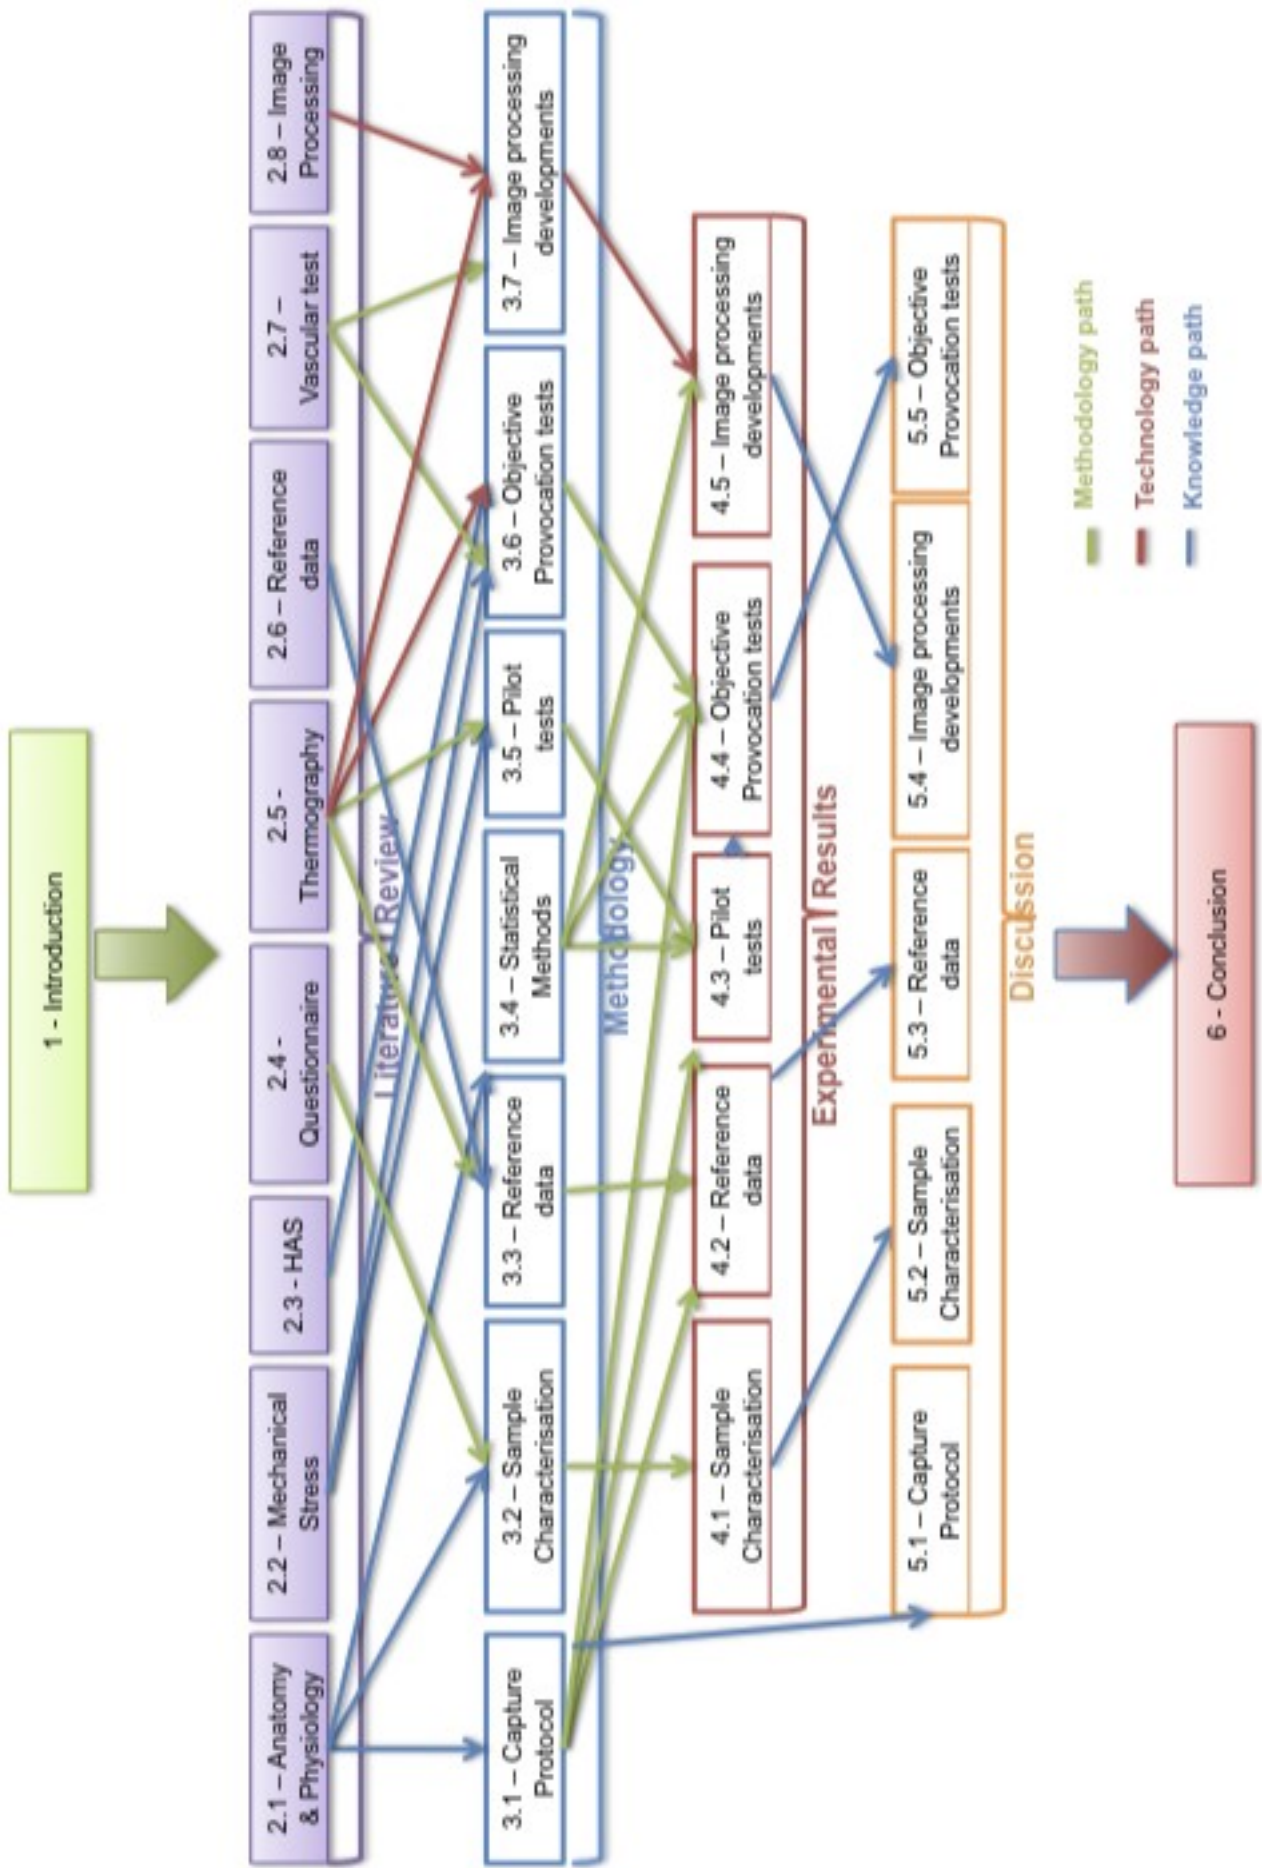 1 - Introduction
2.1 – Anatomy
& Physiology
2.2 – Mechanical
Stress
2.3 - HAS
2.4 -
Questionnaire
2.5 -
Thermography
2.6 – Reference
data
2.7 –
Vascular test
2.8 – Image
Processing
Literature Review
3.1 – Capture
Protocol
3.2 – Sample
Characterisation
3.3 – Reference
data
3.4 – Statistical
Methods
3.5 – Pilot
tests
3.6 – Objective
Provocation tests
3.7 – Image processing
developments
Methodology
4.1 – Sample
Characterisation
4.2 – Reference
data
4.3 – Pilot
tests
4.4 – Objective
Provocation tests
4.5 – Image processing
developments
Experimental Results
5.1 – Capture
Protocol
5.2 – Sample
Characterisation
5.3 – Reference
data
5.4 – Image processing
developments
5.5 – Objective
Provocation tests
Discussion
Methodology path
Technology path
Knowledge path
6 - Conclusion